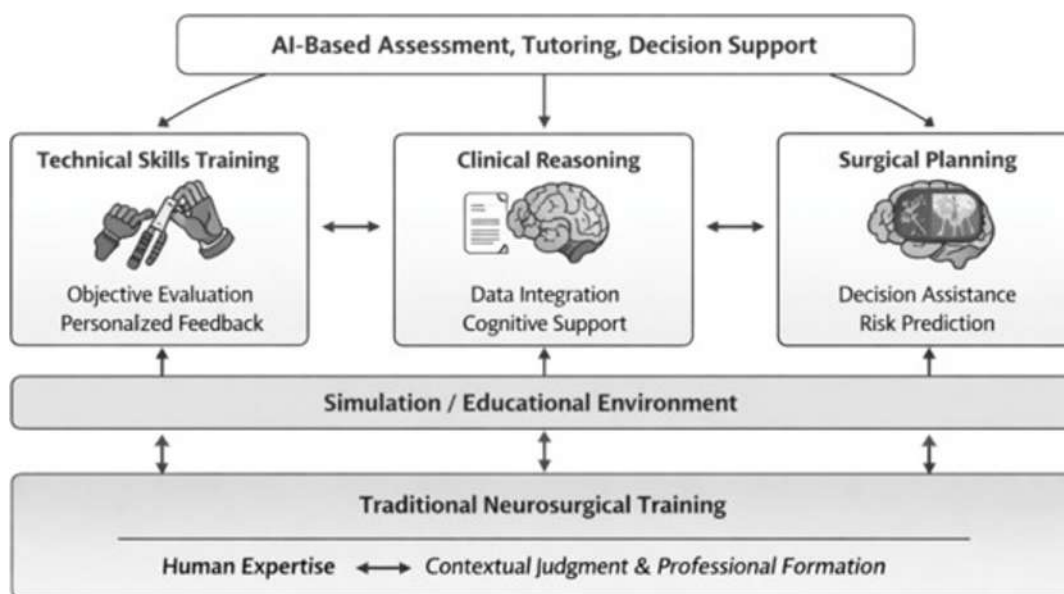 AI-Based Assessment, Tutoring, Decision Support
Technical Skills Training
Objective Evaluation
Personalized Feedback
Clinical Reasoning
Data Integration
Cognitive Support
Surgical Planning
Decision Assistance
Risk Prediction
Simulation / Educational Environment
Traditional Neurosurgical Training
Human Expertise ↔ Contextual Judgment & Professional Formation